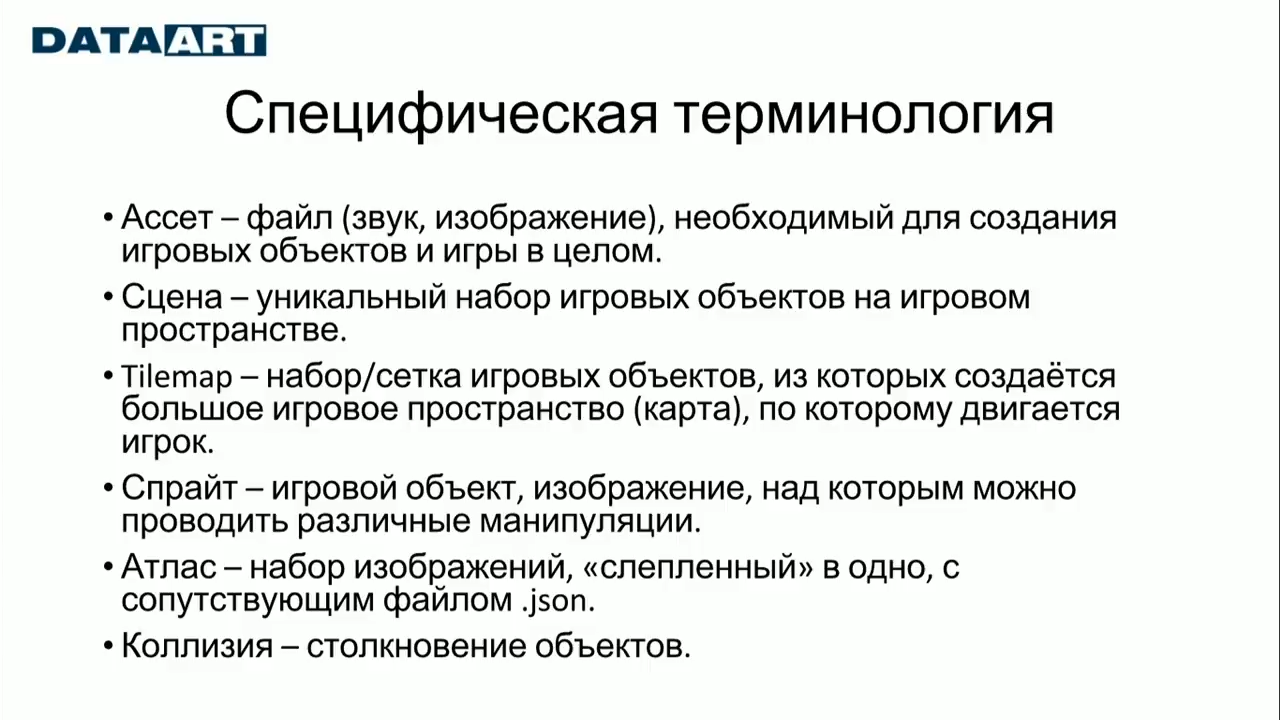 DATAART
Специфическая терминология
• Ассет – файл (звук, изображение), необходимый для создания
игровых объектов и игры в целом.
• Сцена – уникальный набор игровых объектов на игровом
пространстве.
• Tilemap – набор/сетка игровых объектов, из которых создаётся
большое игровое пространство (карта), по которому двигается
игрок.
• Спрайт – игровой объект, изображение, над которым можно
проводить различные манипуляции.
• Атлас – набор изображений, «слепленный» в одно, с
сопутствующим файлом .json.
• Коллизия – столкновение объектов.